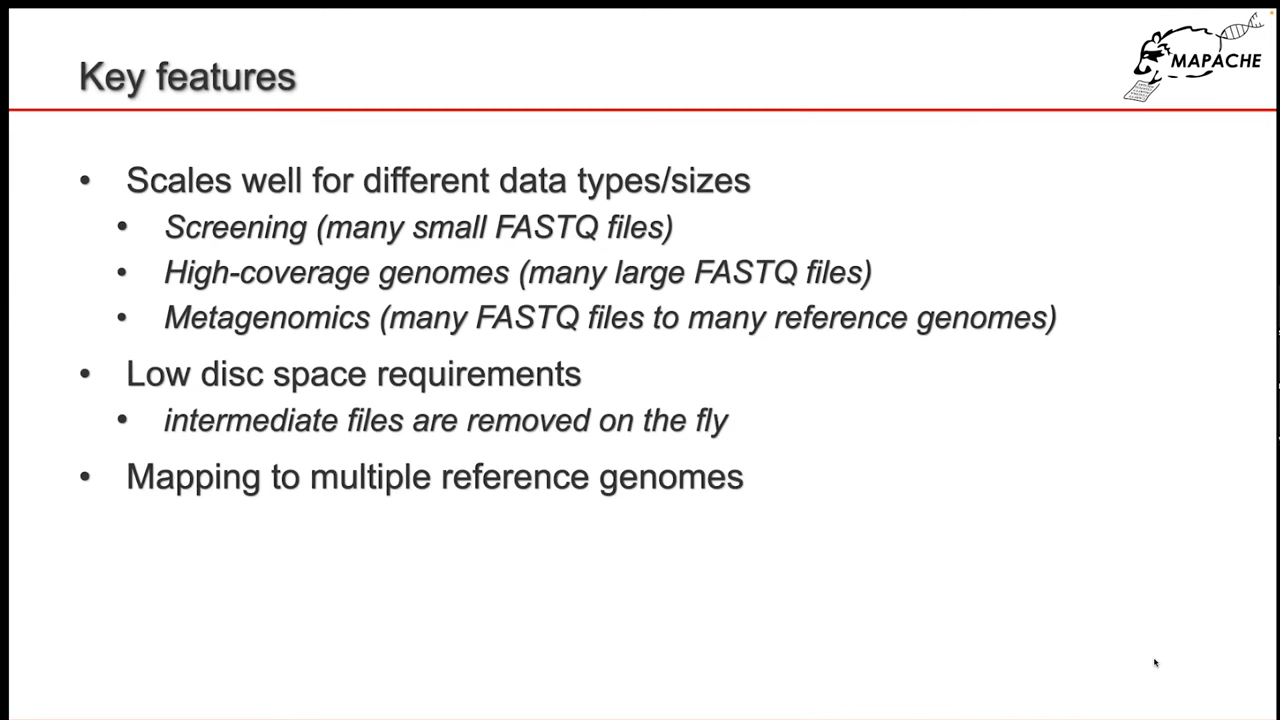 Key features
MAPACHE
• Scales well for different data types/sizes
• Screening (many small FASTQ files)
• High-coverage genomes (many large FASTQ files)
• Metagenomics (many FASTQ files to many reference genomes)
• Low disc space requirements
• intermediate files are removed on the fly
• Mapping to multiple reference genomes